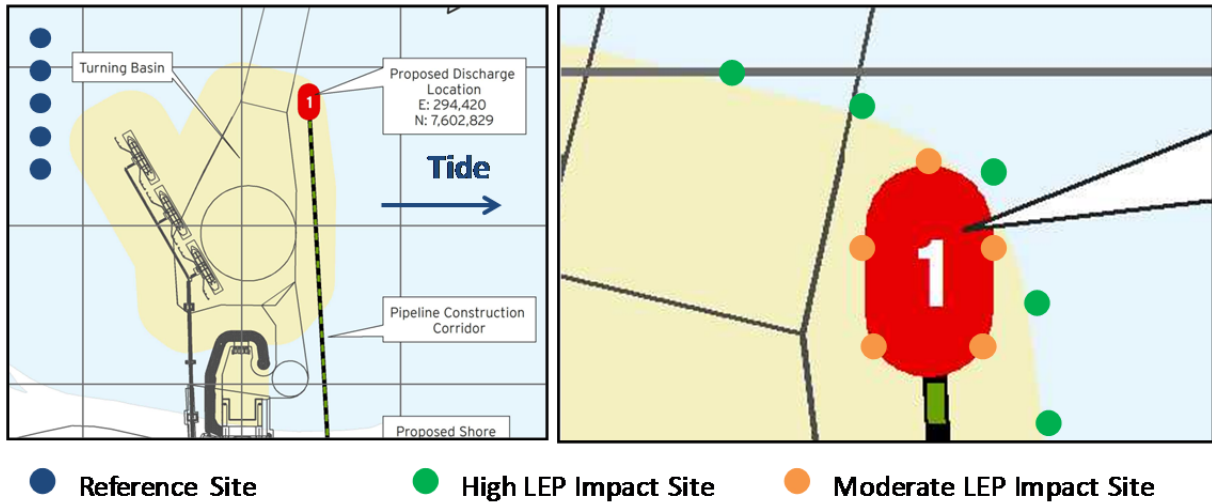 Turning Basin
1
Proposed Discharge
Location
E: 294,420
N: 7,602,829
Tide
Pipeline Construction
Corridor
Proposed Shore
1
Reference Site
High LEP Impact Site
Moderate LEP Impact Site